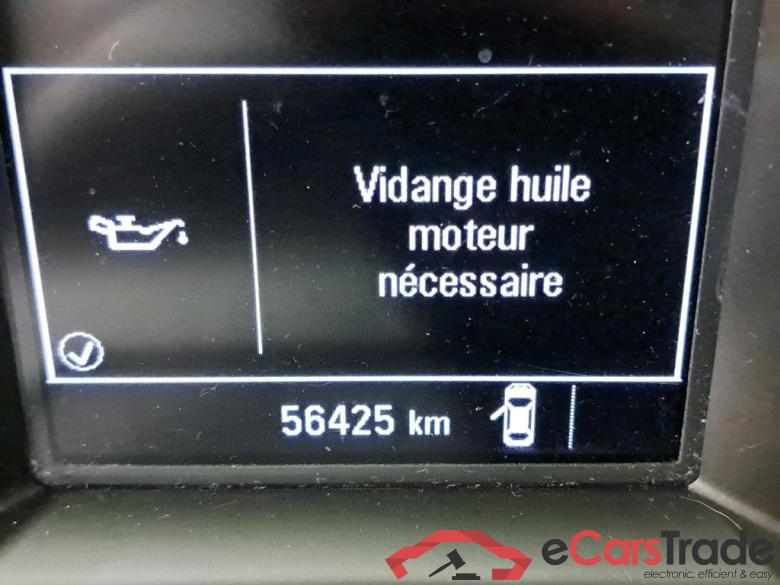 Vidange huile
moteur
nécessaire
56425 km
eCarsTrade
electronic, efficient & easy